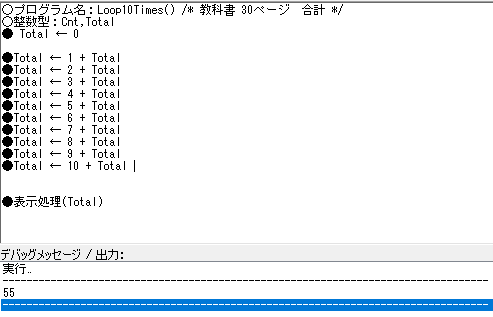 ○プログラム名：Loop10Times() /* 教科書 30ページ　合計 */
○整数型：Cnt,Total
● Total ← 0
●Total ← 1 + Total
●Total ← 2 + Total
●Total ← 3 + Total
●Total ← 4 + Total
●Total ← 5 + Total
●Total ← 6 + Total
●Total ← 7 + Total
●Total ← 8 + Total
●Total ← 9 + Total
●Total ← 10 + Total
●表示処理(Total)
デバッグメッセージ / 出力：
実行..
--------------------------------------------------------------------------------
55
--------------------------------------------------------------------------------